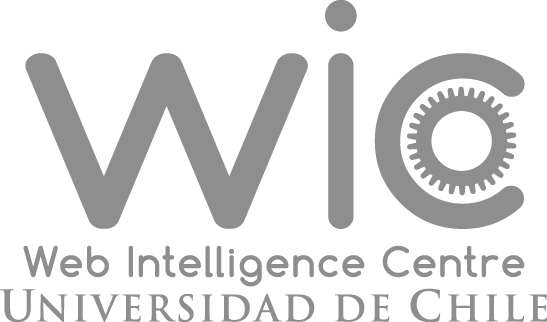 wic
Web Intelligence Centre
UNIVERSIDAD DE CHILE